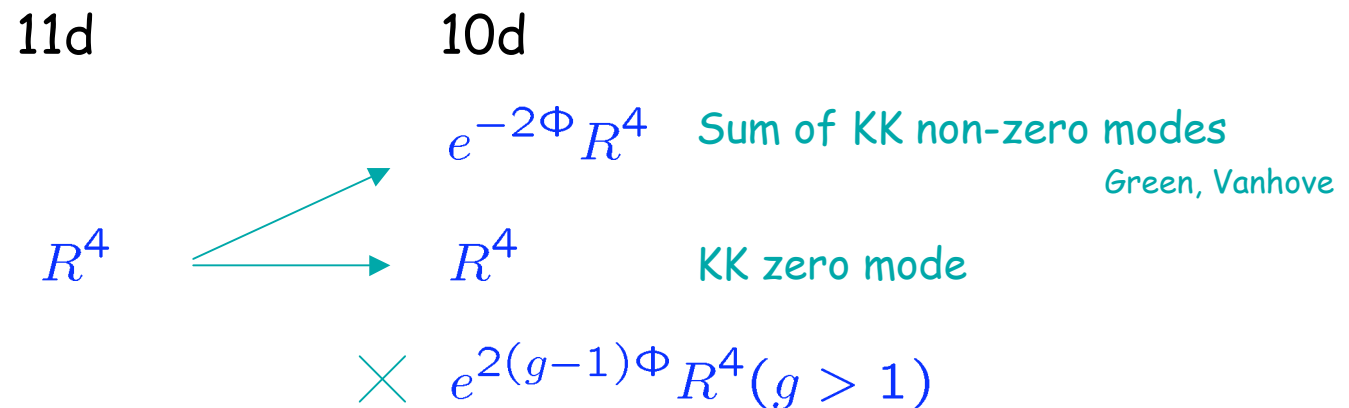 11d 10d
e^{-2Φ} R^4 Sum of KK non-zero modes
Green, Vanhove
R^4 R^4 KK zero mode
e^{2(g-1)Φ} R^4 (g > 1)